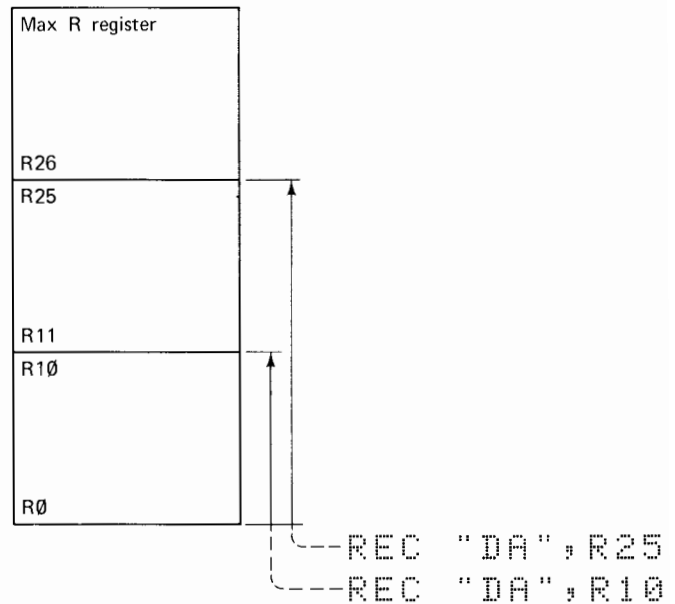 Max R register
R26
R25
R11
R1Ø
RØ
REC "DA",R25
REC "DA",R10